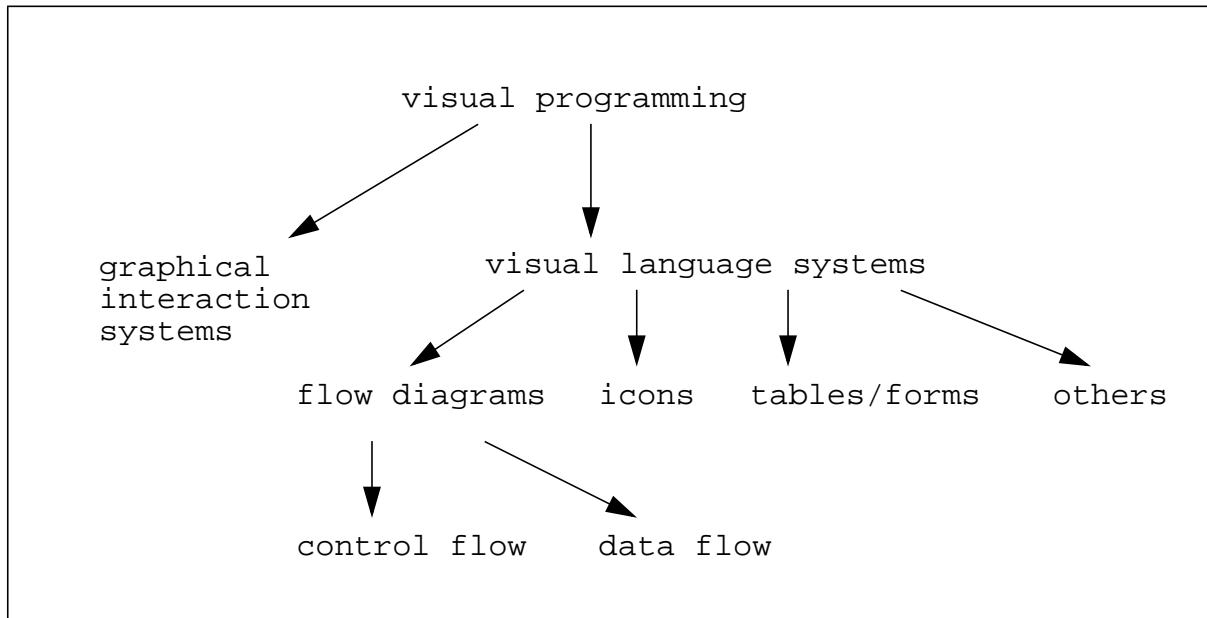 visual programming
graphical
interaction
systems
visual language systems
flow diagrams
icons
tables/forms
others
control flow
data flow